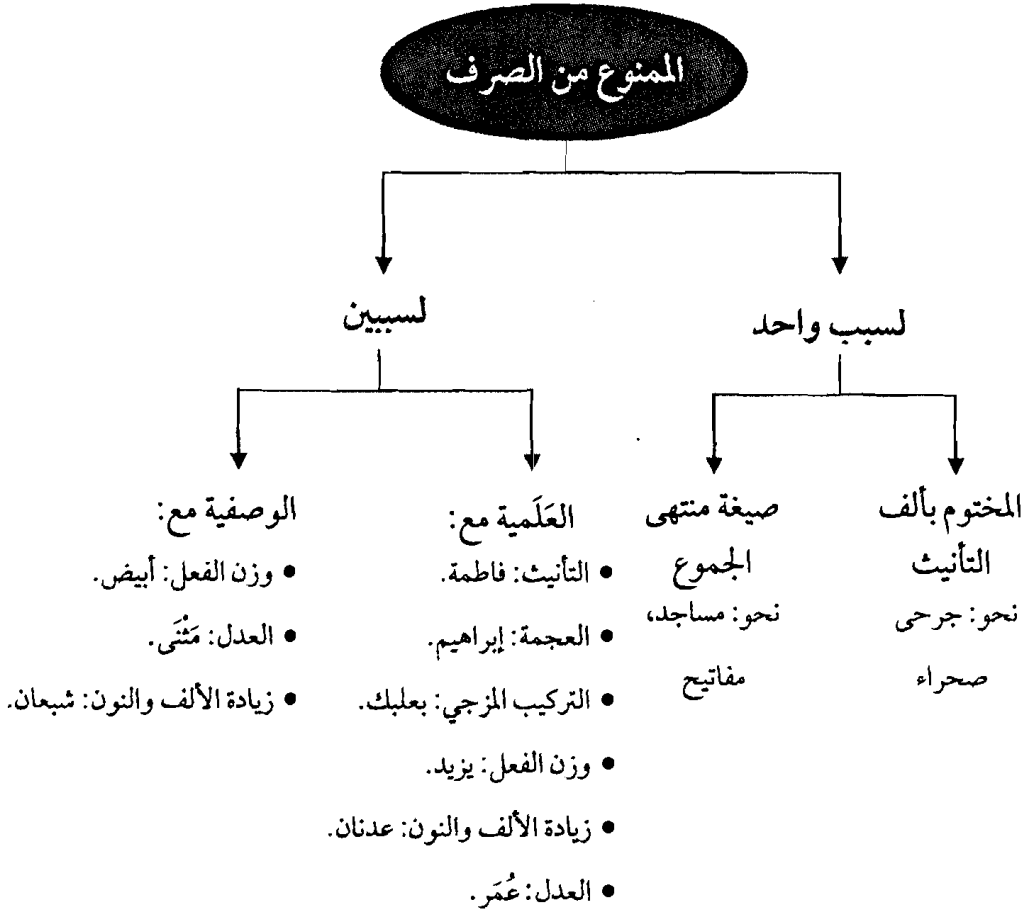 الممنوع من الصرف
لسبب واحد
لسببين
المختوم بألف
التأنيث
نحو: جرحى
صحراء
صيغة منتهى
الجموع
نحو: مساجد،
مفاتيح
العَلَمية مع:
• التأنيث: فاطمة.
• العجمة: إبراهيم.
• التركيب المزجي: بعلبك.
• وزن الفعل: يزيد.
• زيادة الألف والنون: عدنان.
• العدل: عُمَر.
الوصفية مع:
• وزن الفعل: أبيض.
• العدل: مَثْنَى.
• زيادة الألف والنون: شبعان.